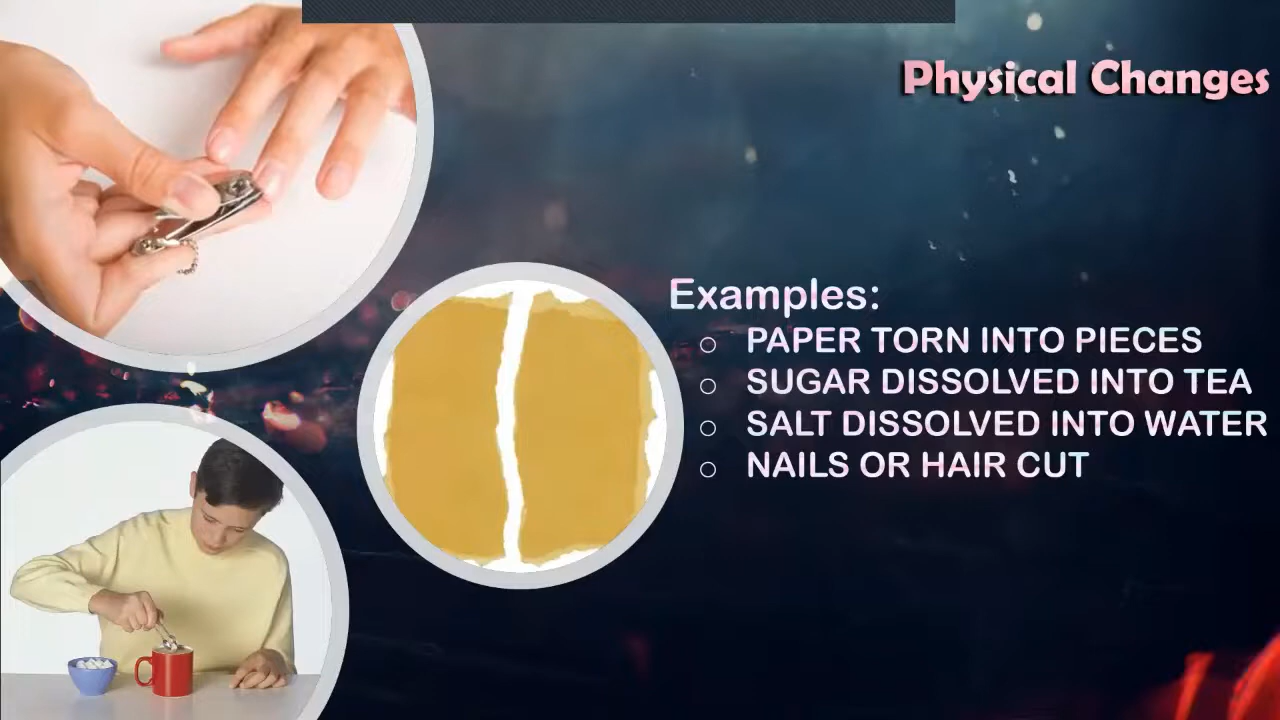 Physical Changes
Examples:
PAPER TORN INTO PIECES
SUGAR DISSOLVED INTO TEA
SALT DISSOLVED INTO WATER
NAILS OR HAIR CUT